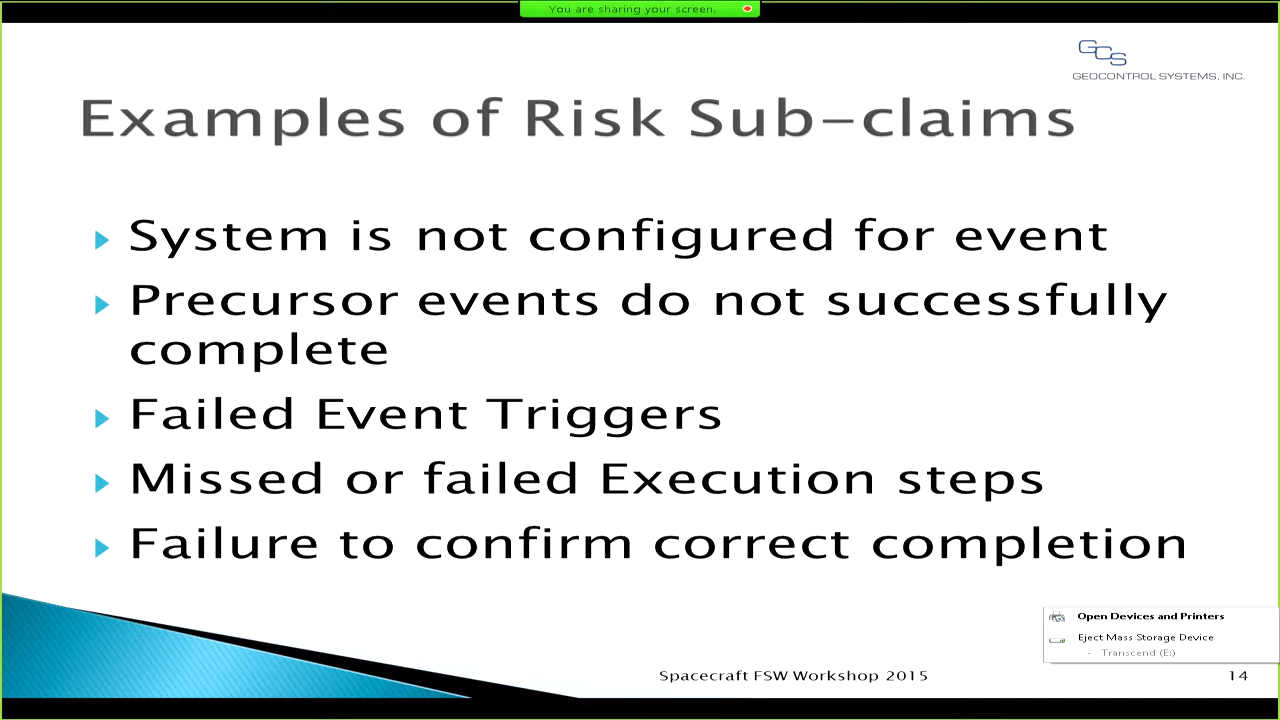 You are sharing your screen.
GCS
GEOCONTROL SYSTEMS, INC.
Examples of Risk Sub-claims
System is not configured for event
Precursor events do not successfully
complete
Failed Event Triggers
Missed or failed Execution steps
Failure to confirm correct completion
Open Devices and Printers
Eject Mass Storage Device
- Transcend (E:)
Spacecraft FSW Workshop 2015
14